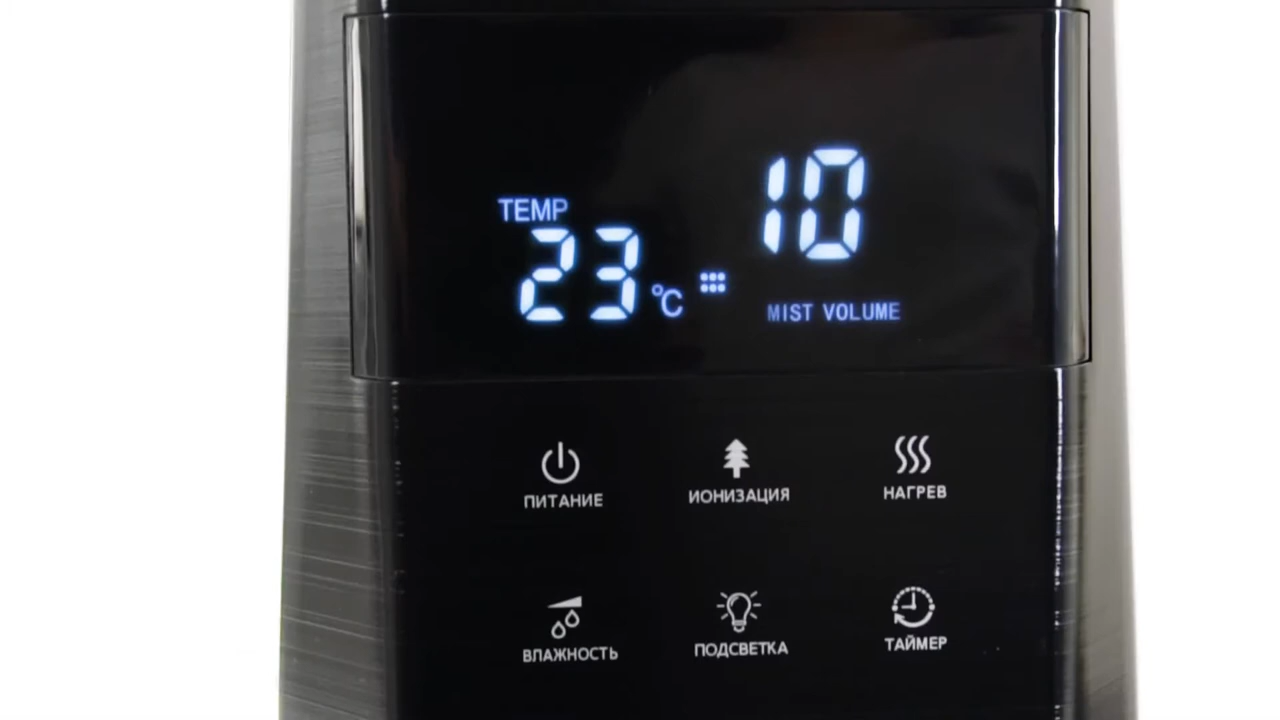 TEMP
23 °C
10
MIST VOLUME
ПИТАНИЕ
ИОНИЗАЦИЯ
НАГРЕВ
ВЛАЖНОСТЬ
ПОДСВЕТКА
ТАЙМЕР